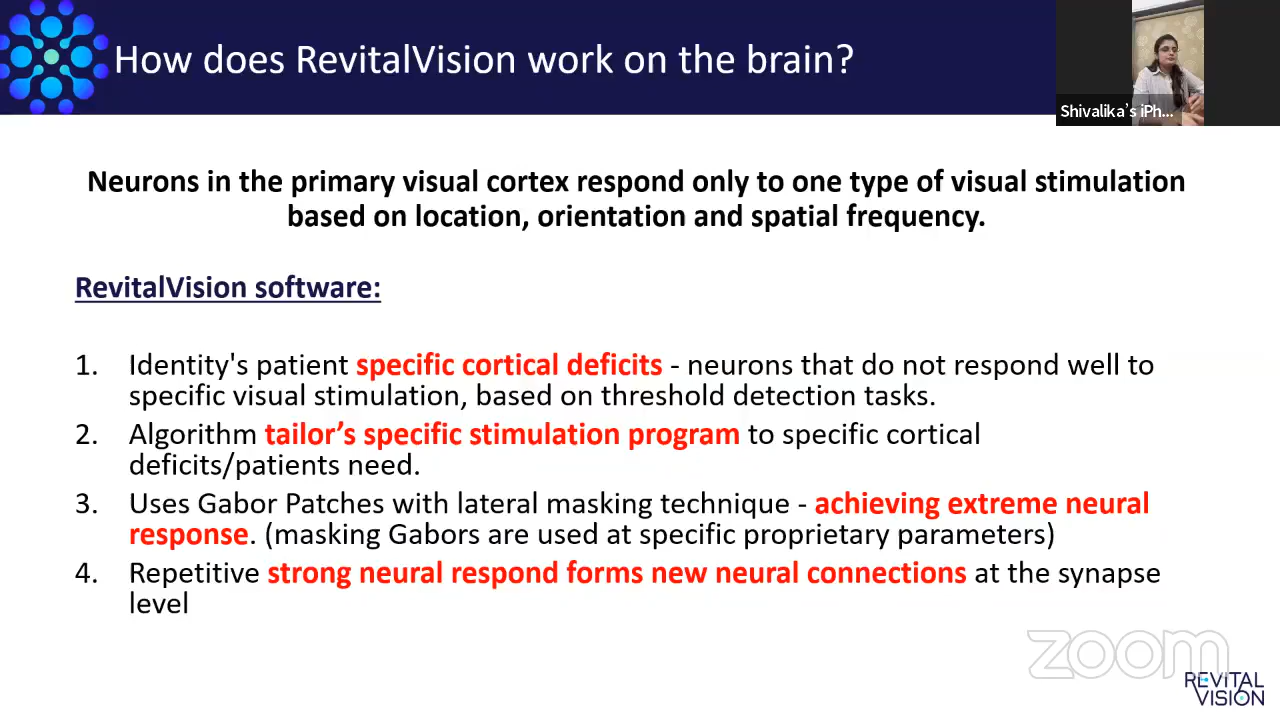 How does RevitalVision work on the brain?
Shivalika's iPh...
Neurons in the primary visual cortex respond only to one type of visual stimulation
based on location, orientation and spatial frequency.
RevitalVision software:
1. Identity's patient specific cortical deficits - neurons that do not respond well to
specific visual stimulation, based on threshold detection tasks.
2. Algorithm tailor’s specific stimulation program to specific cortical
deficits/patients need.
3. Uses Gabor Patches with lateral masking technique - achieving extreme neural
response. (masking Gabors are used at specific proprietary parameters)
4. Repetitive strong neural respond forms new neural connections at the synapse
level
zoom
REVITAL
VISION